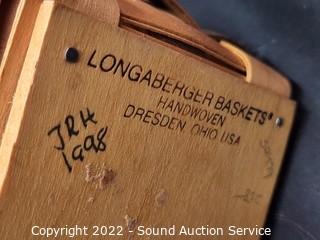 LONGABERGER BASKETS®
HANDWOVEN
DRESDEN, OHIO USA
JRH
1998
Copyright 2022 - Sound Auction Service